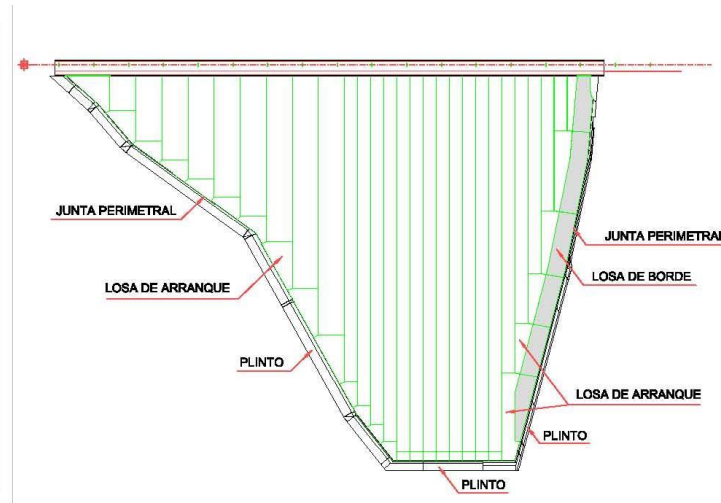 JUNTA PERIMETRAL
JUNTA PERIMETRAL
LOSA DE BORDE
LOSA DE ARRANQUE
PLINTO
LOSA DE ARRANQUE
PLINTO
PLINTO